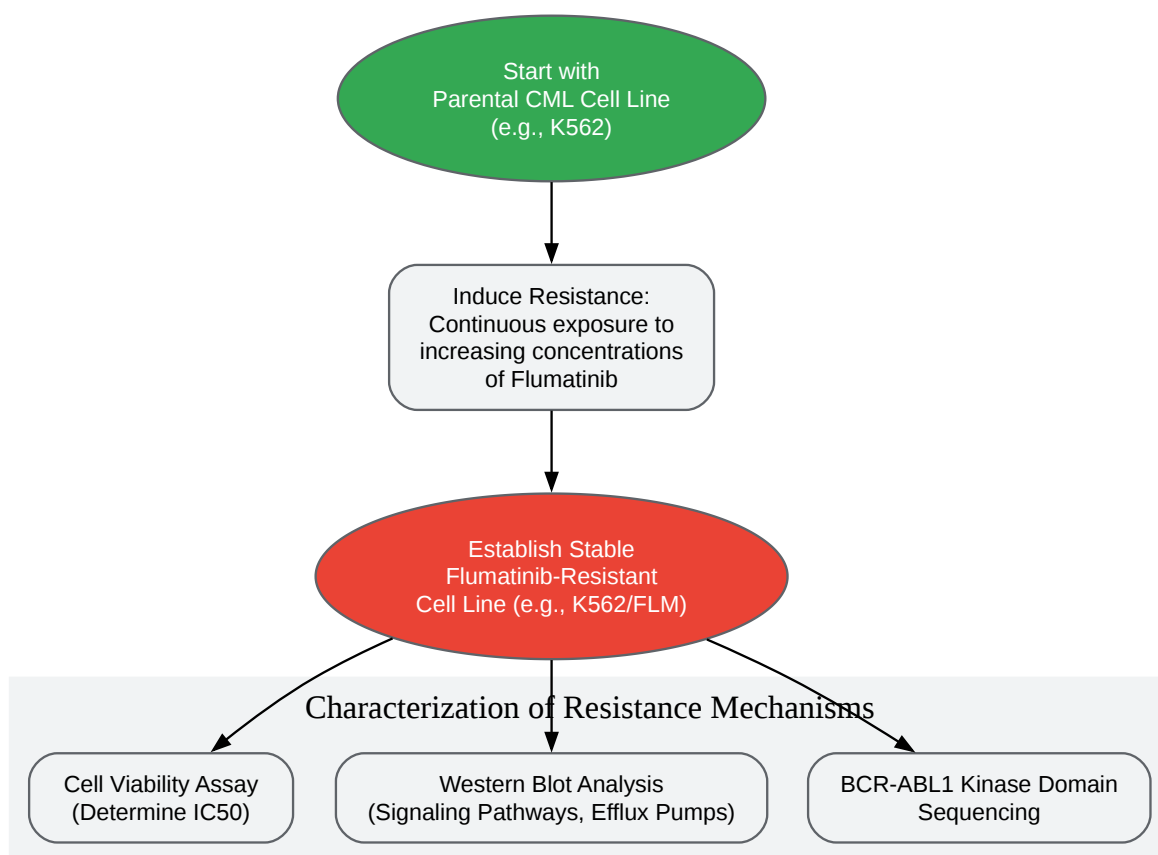 Start with
Parental CML Cell Line
(e.g., K562)
Induce Resistance:
Continuous exposure to
increasing concentrations
of Flumatinib
Establish Stable
Flumatinib-Resistant
Cell Line (e.g., K562/FLM)
Characterization of Resistance Mechanisms
Cell Viability Assay
(Determine IC50)
Western Blot Analysis
(Signaling Pathways, Efflux Pumps)
BCR-ABL1 Kinase Domain
Sequencing